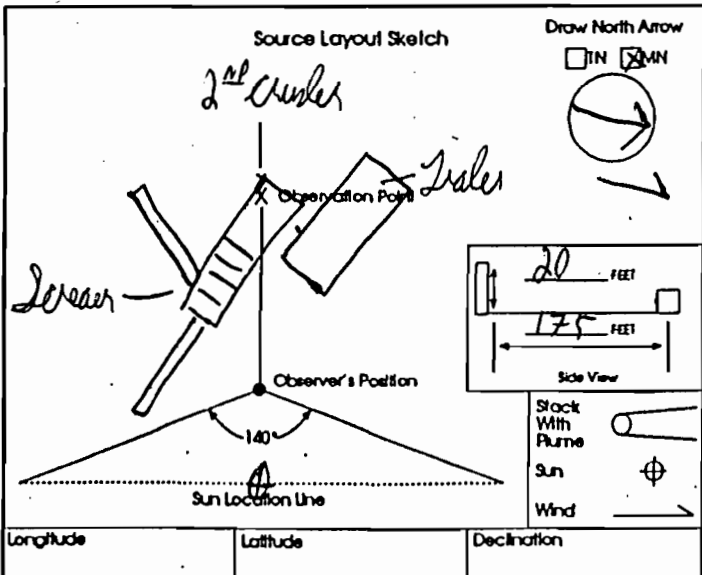 Source Layout Sketch
Draw North Arrow
TN MN
2nd Crusher
Observation Point
Trailer
Screen
20 FEET
175 FEET
Side View
Observer's Position
140°
Sun Location Line
Stack
With
Plume
Sun
Wind
Longitude
Latitude
Declination